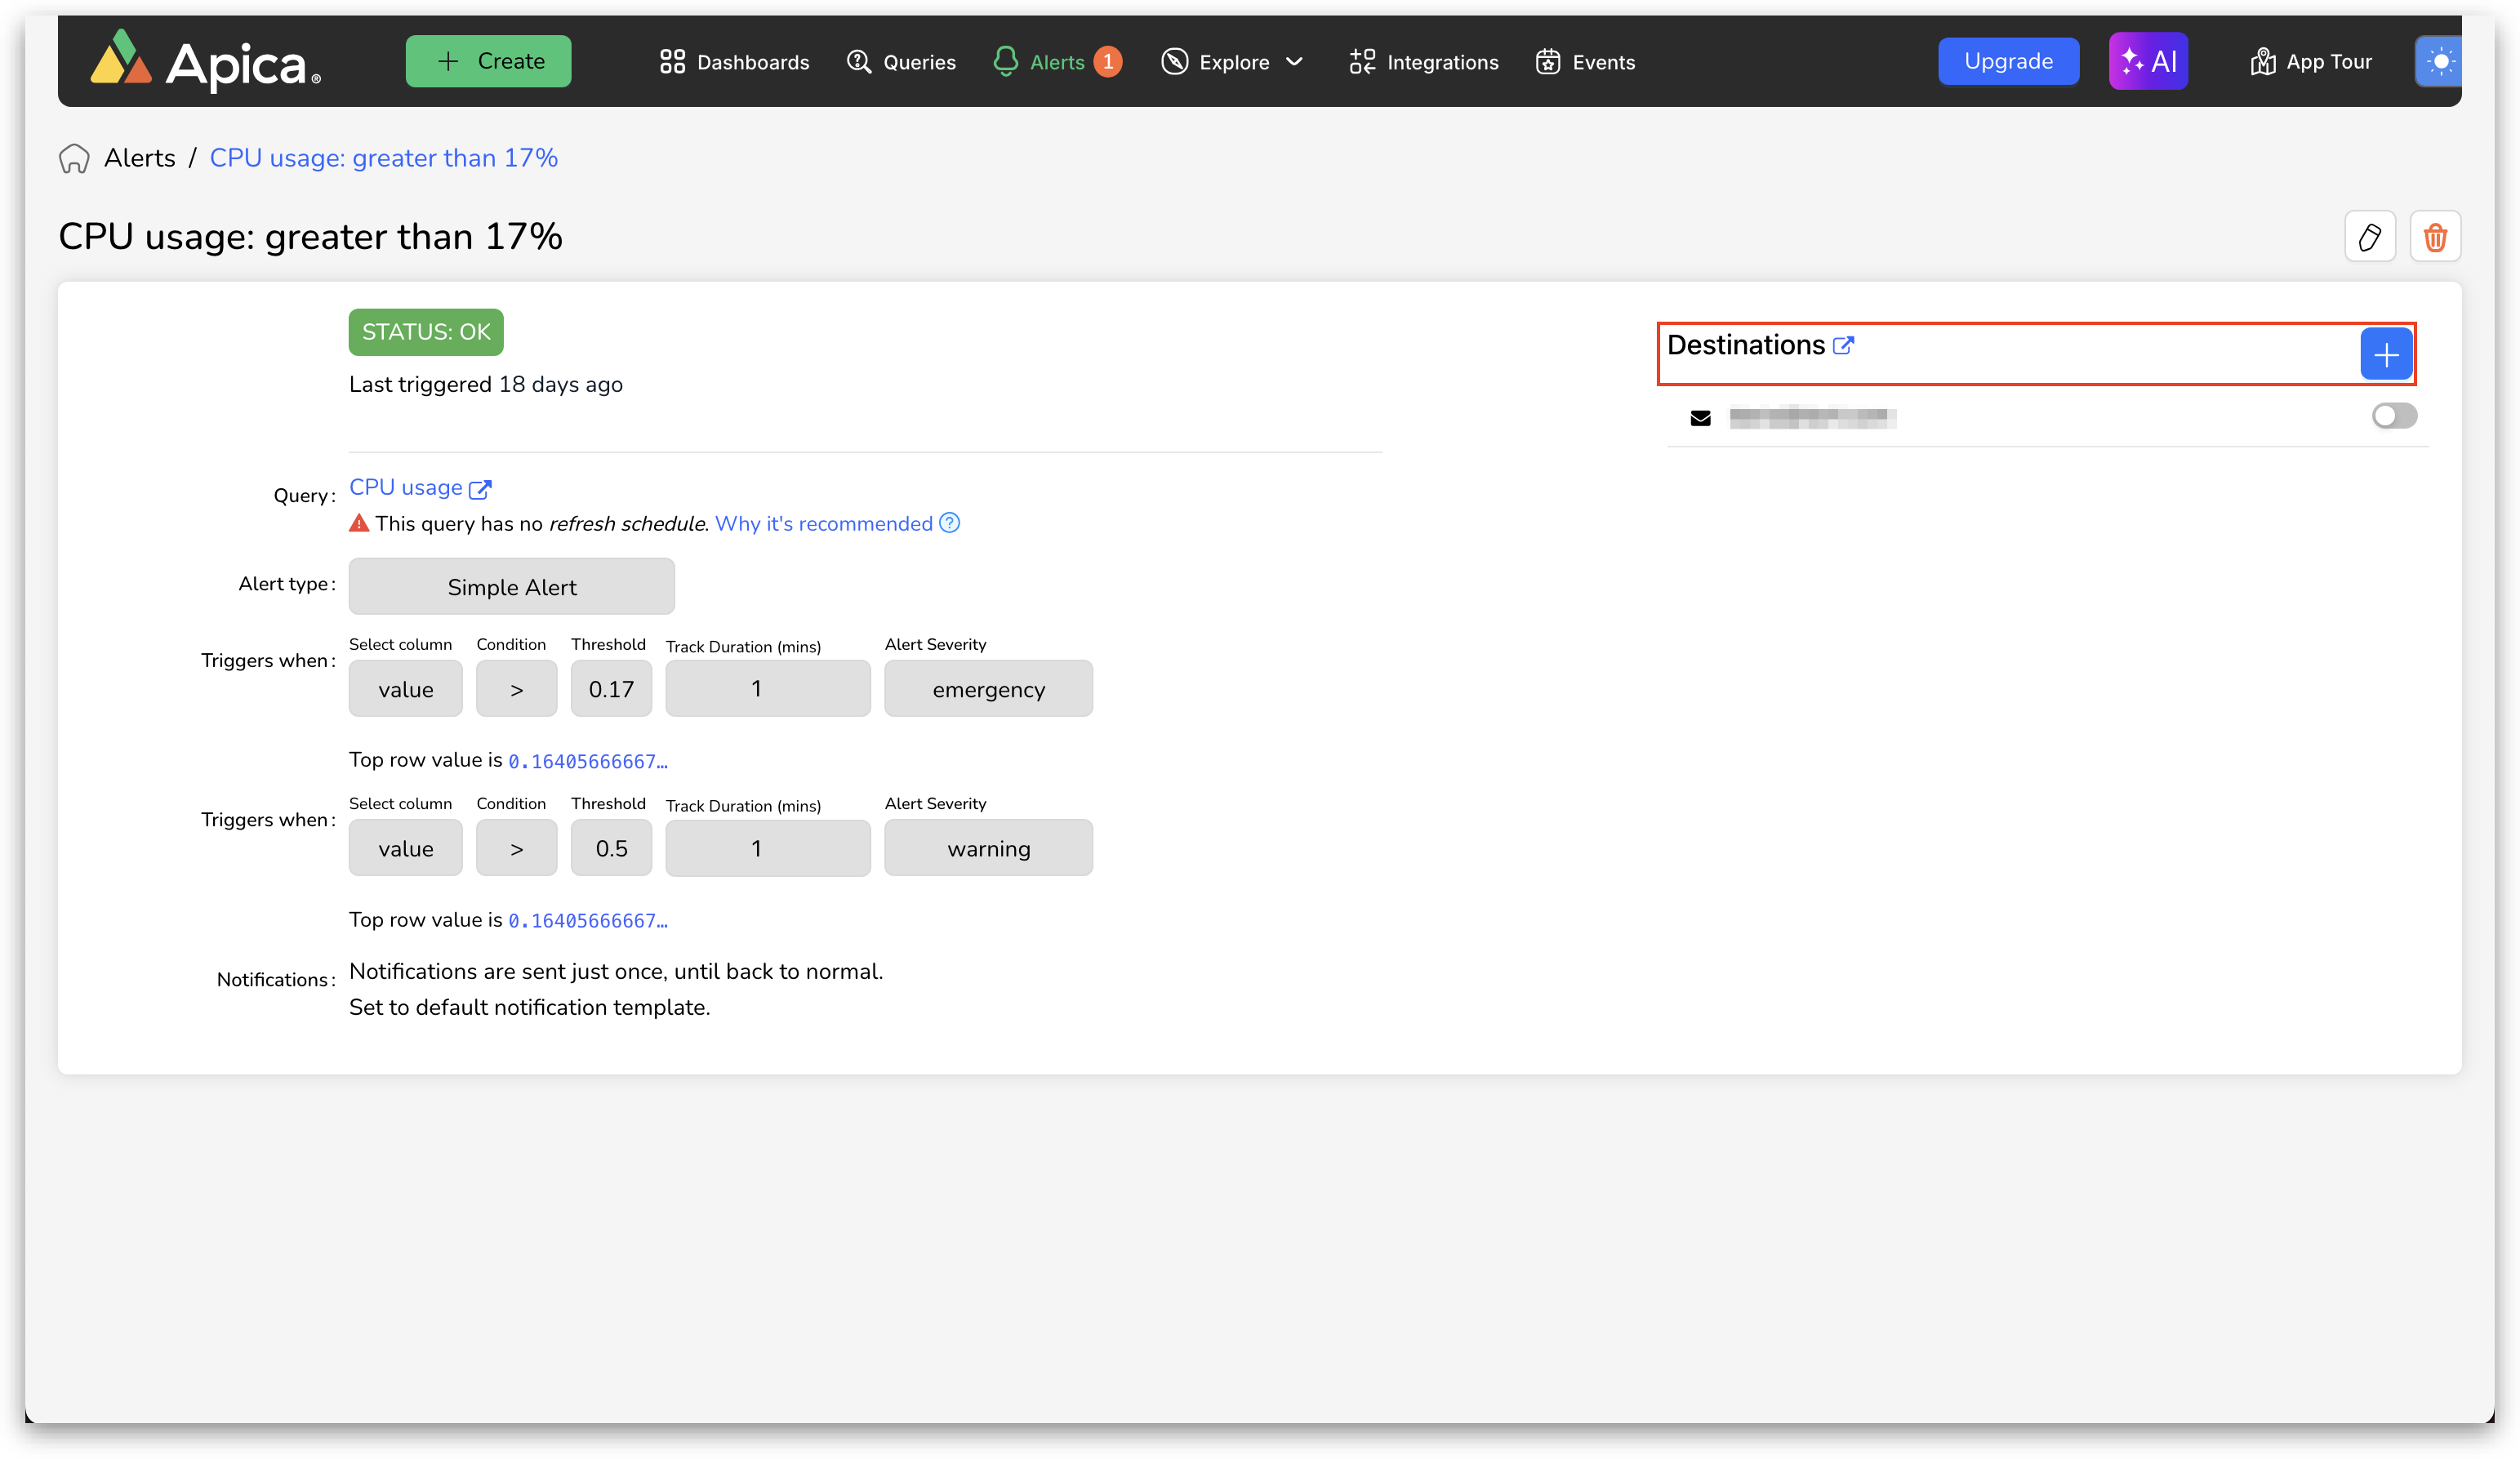 Apica®
+ Create
Dashboards
Queries
Alerts 1
Explore
Integrations
Events
Upgrade
AI
App Tour
Alerts / CPU usage: greater than 17%
CPU usage: greater than 17%
STATUS: OK
Last triggered 18 days ago
Destinations
Query:
CPU usage
This query has no refresh schedule. Why it's recommended ?
Alert type:
Simple Alert
Triggers when:
Select column Condition Threshold Track Duration (mins) Alert Severity
value > 0.17 1 emergency
Top row value is 0.16405666667…
Triggers when:
Select column Condition Threshold Track Duration (mins) Alert Severity
value > 0.5 1 warning
Top row value is 0.16405666667…
Notifications:
Notifications are sent just once, until back to normal.
Set to default notification template.